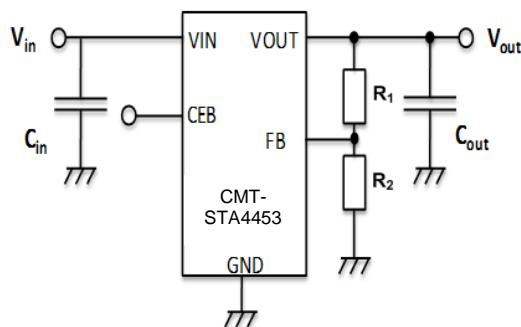 Vin
VIN
VOUT
Vout
R1
CEB
Cin
FB
Cout
R2
CMT-
STA4453
GND